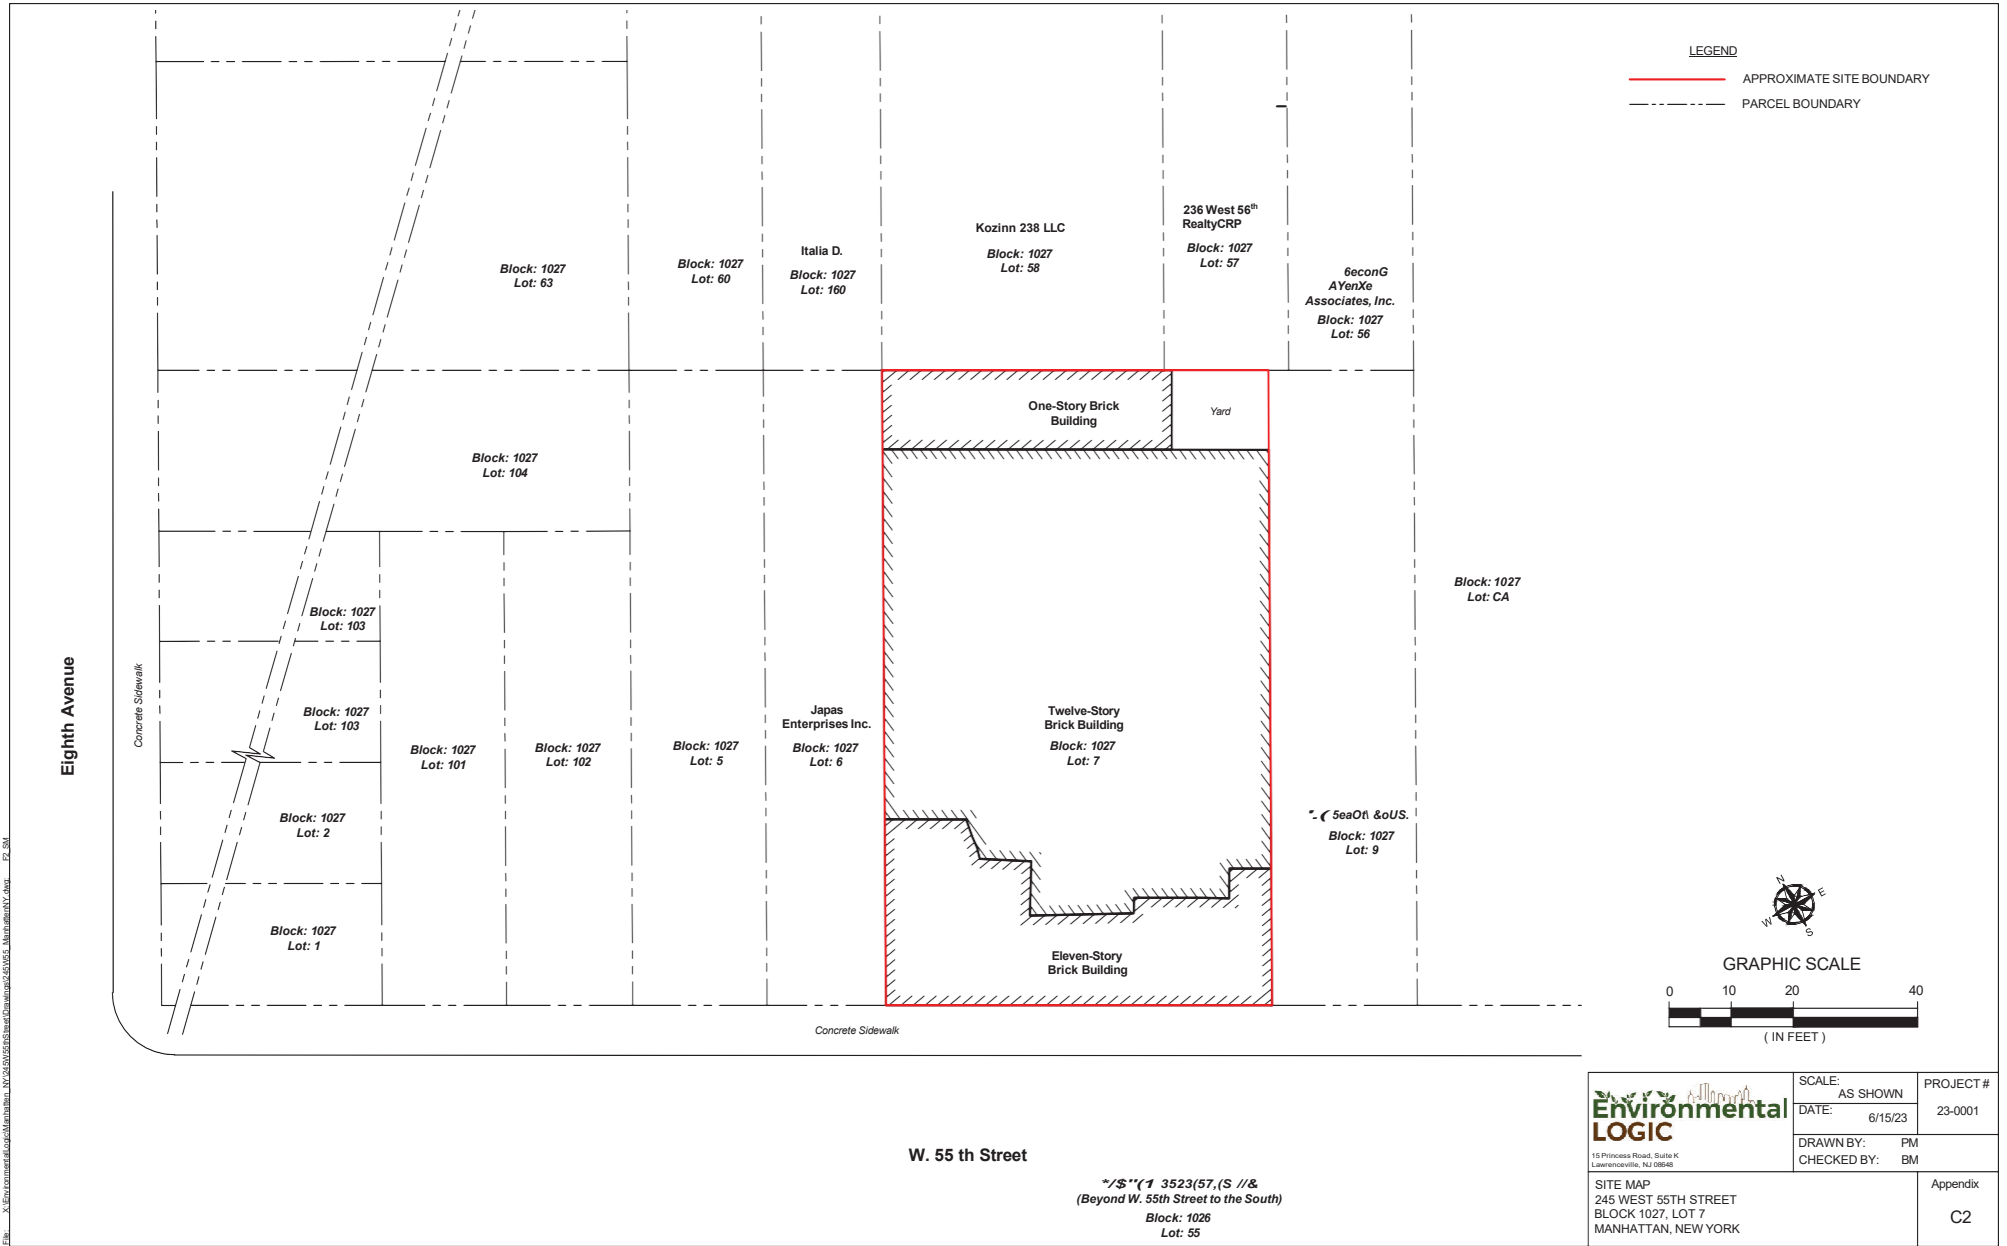 LEGEND
APPROXIMATE SITE BOUNDARY
PARCEL BOUNDARY
236 West 56th
RealtyCRP
Block: 1027
Lot: 57
Kozinn 238 LLC
Block: 1027
Lot: 58
Italia D.
Block: 1027
Lot: 160
Block: 1027
Lot: 60
Block: 1027
Lot: 63
6econG
AYenXe
Associates, Inc.
Block: 1027
Lot: 56
One-Story Brick
Building
Yard
Block: 1027
Lot: 104
Block: 1027
Lot: CA
Block: 1027
Lot: 103
Eighth Avenue
Concrete Sidewalk
Block: 1027
Lot: 103
Block: 1027
Lot: 101
Block: 1027
Lot: 102
Block: 1027
Lot: 5
Japas
Enterprises Inc.
Block: 1027
Lot: 6
Twelve-Story
Brick Building
Block: 1027
Lot: 7
Block: 1027
Lot: 2
&oUS.
Block: 1027
Lot: 9
Block: 1027
Lot: 1
Eleven-Story
Brick Building
Concrete Sidewalk
N
E
W
S
GRAPHIC SCALE
0 10 20 40
( IN FEET )
W. 55 th Street
3523(57,(S //&
(Beyond W. 55th Street to the South)
Block: 1026
Lot: 55
Environmental
LOGIC
15 Princess Road, Suite K
Lawrenceville, NJ 08648
SCALE:
AS SHOWN
DATE: 6/15/23
PROJECT #
23-0001
DRAWN BY: PM
CHECKED BY: BM
SITE MAP
245 WEST 55TH STREET
BLOCK 1027, LOT 7
MANHATTAN, NEW YORK
Appendix
C2